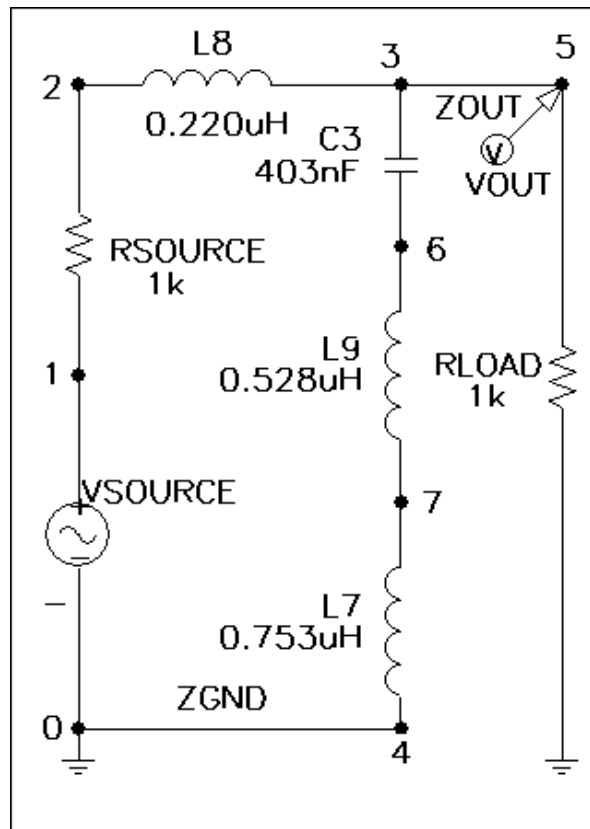 L8
2
3
5
0.220uH
ZOUT
C3
403nF
V
VOUT
6
RSOURCE
1k
L9
0.528uH
RLOAD
1k
1
VSOURCE
7
L7
0.753uH
ZGND
0
4